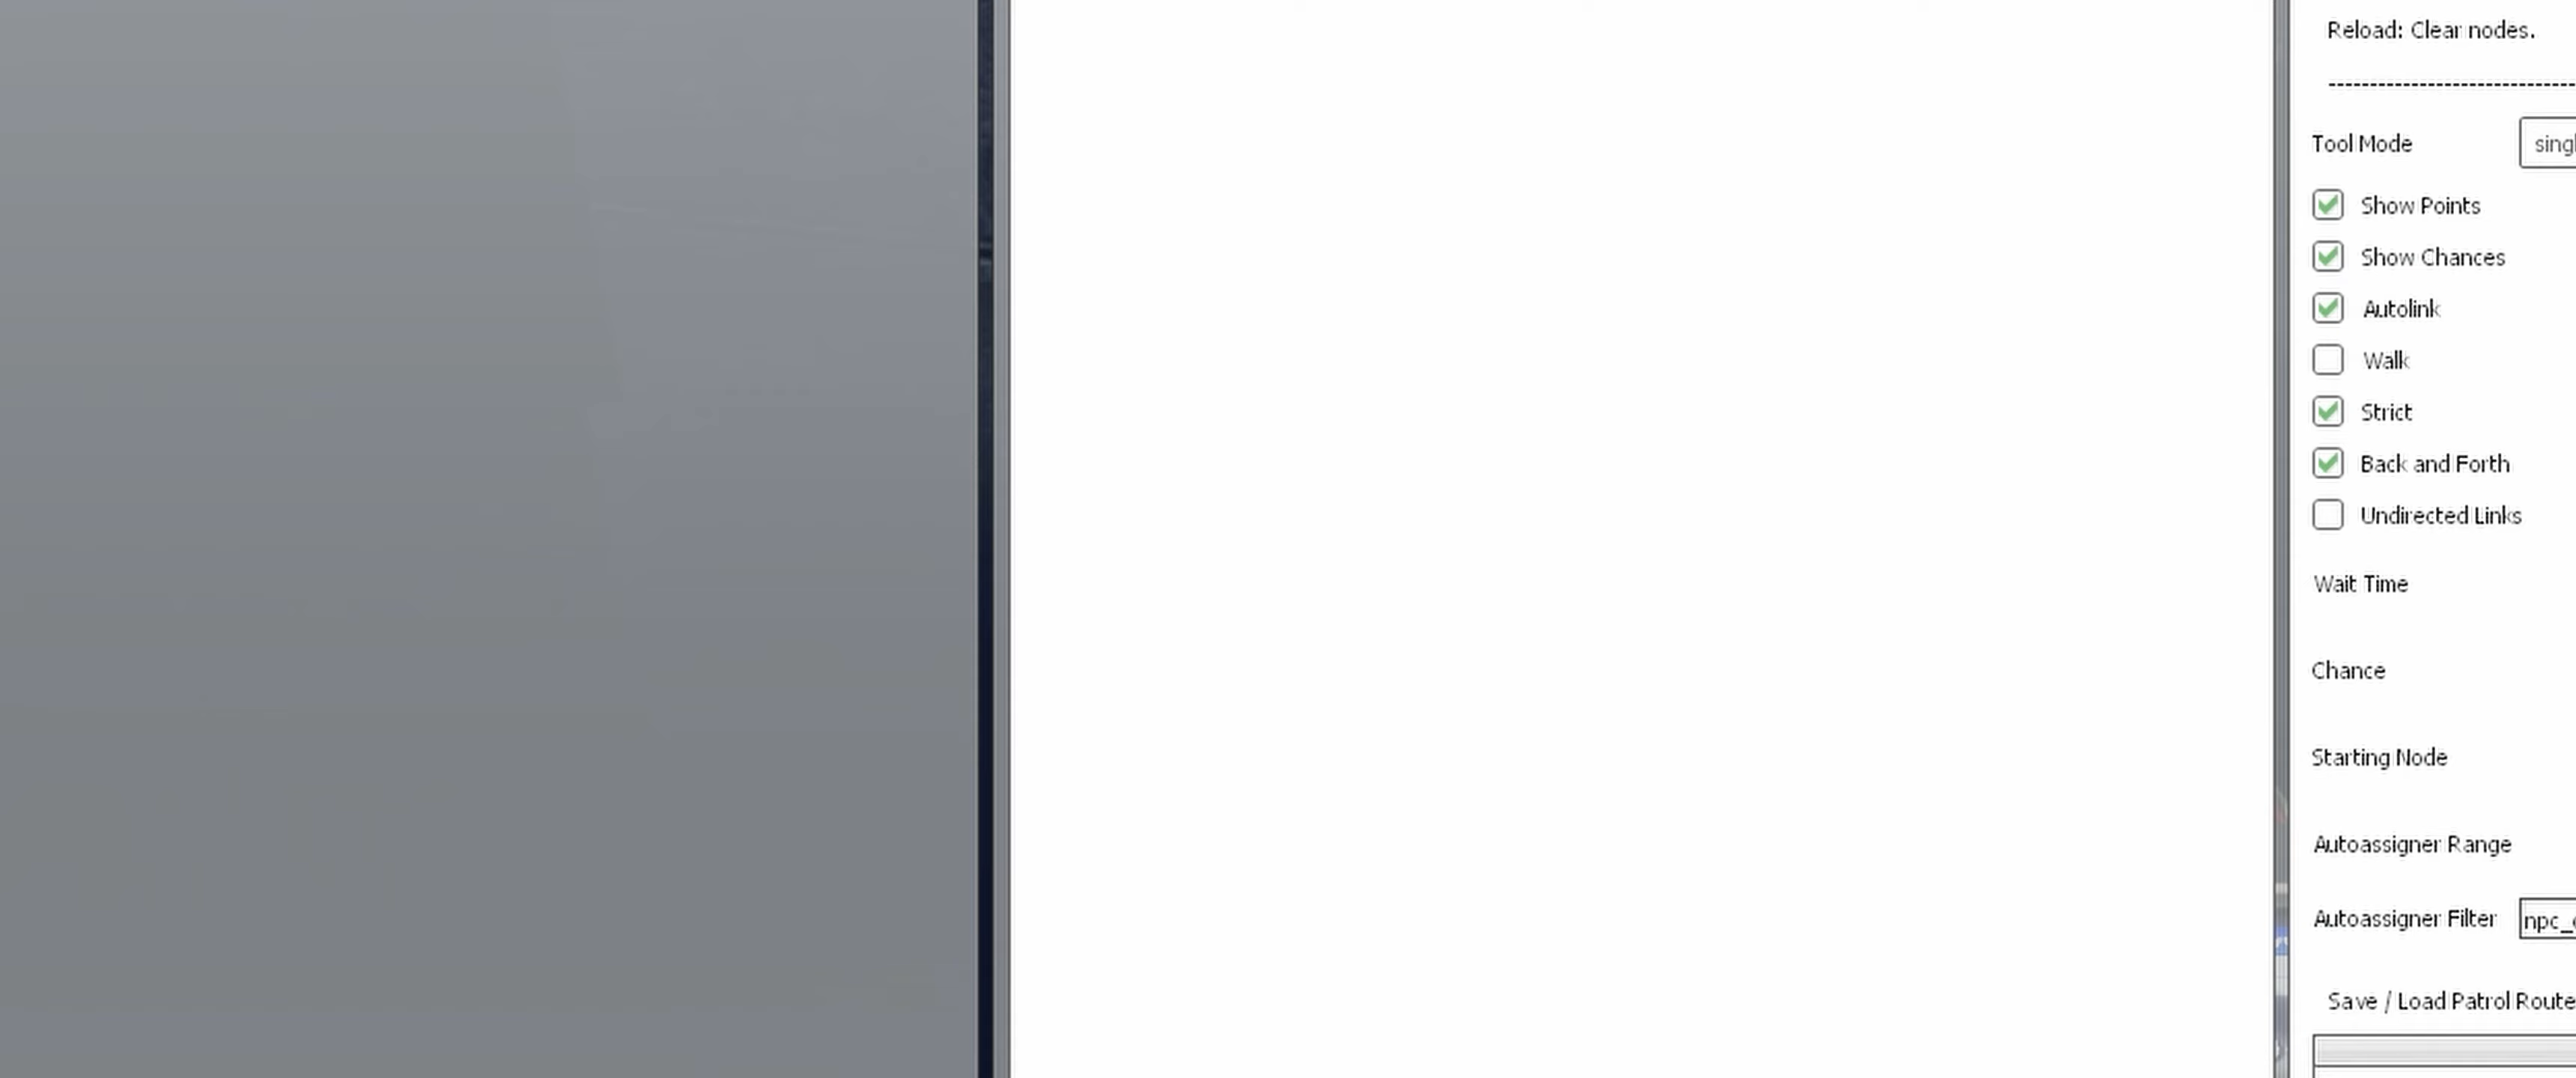 Reload: Clear nodes.
Tool Mode
Show Points
Show Chances
Autolink
Walk
Strict
Back and Forth
Undirected Links
Wait Time
Chance
Starting Node
Autoassigner Range
Autoassigner Filter
Save / Load Patrol Route